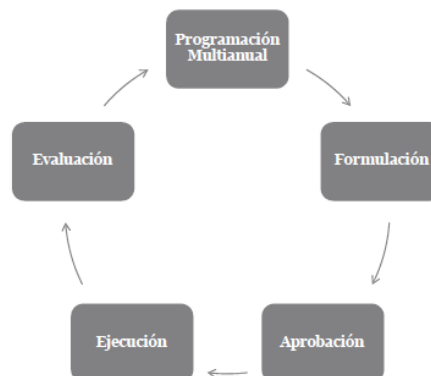 Programación
Multianual
Formulación
Aprobación
Ejecución
Evaluación